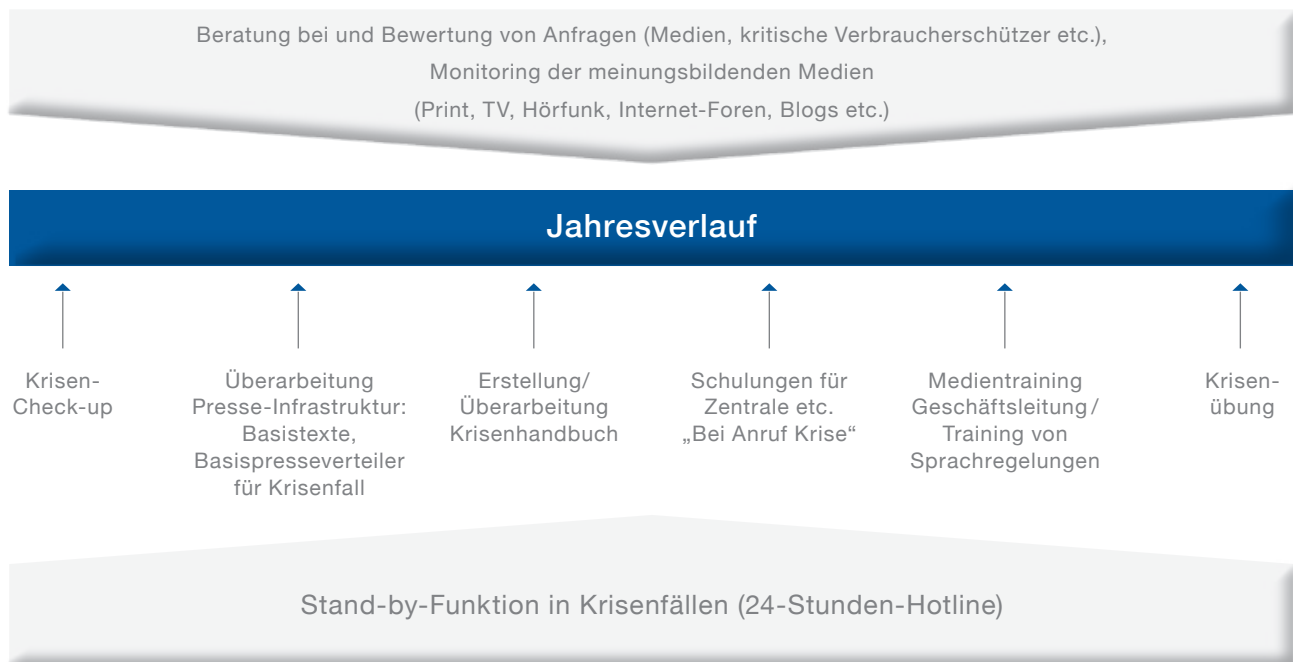 Beratung bei und Bewertung von Anfragen (Medien, kritische Verbraucherschützer etc.),
Monitoring der meinungsbildenden Medien
(Print, TV, Hörfunk, Internet-Foren, Blogs etc.)
Jahresverlauf
Krisen-
Check-up
Überarbeitung
Presse-Infrastruktur:
Basistexte,
Basispresseverteiler
für Krisenfall
Erstellung/
Überarbeitung
Krisenhandbuch
Schulungen für
Zentrale etc.
„Bei Anruf Krise“
Medientraining
Geschäftsleitung/
Training von
Sprachregelungen
Krisen-
übung
Stand-by-Funktion in Krisenfällen (24-Stunden-Hotline)